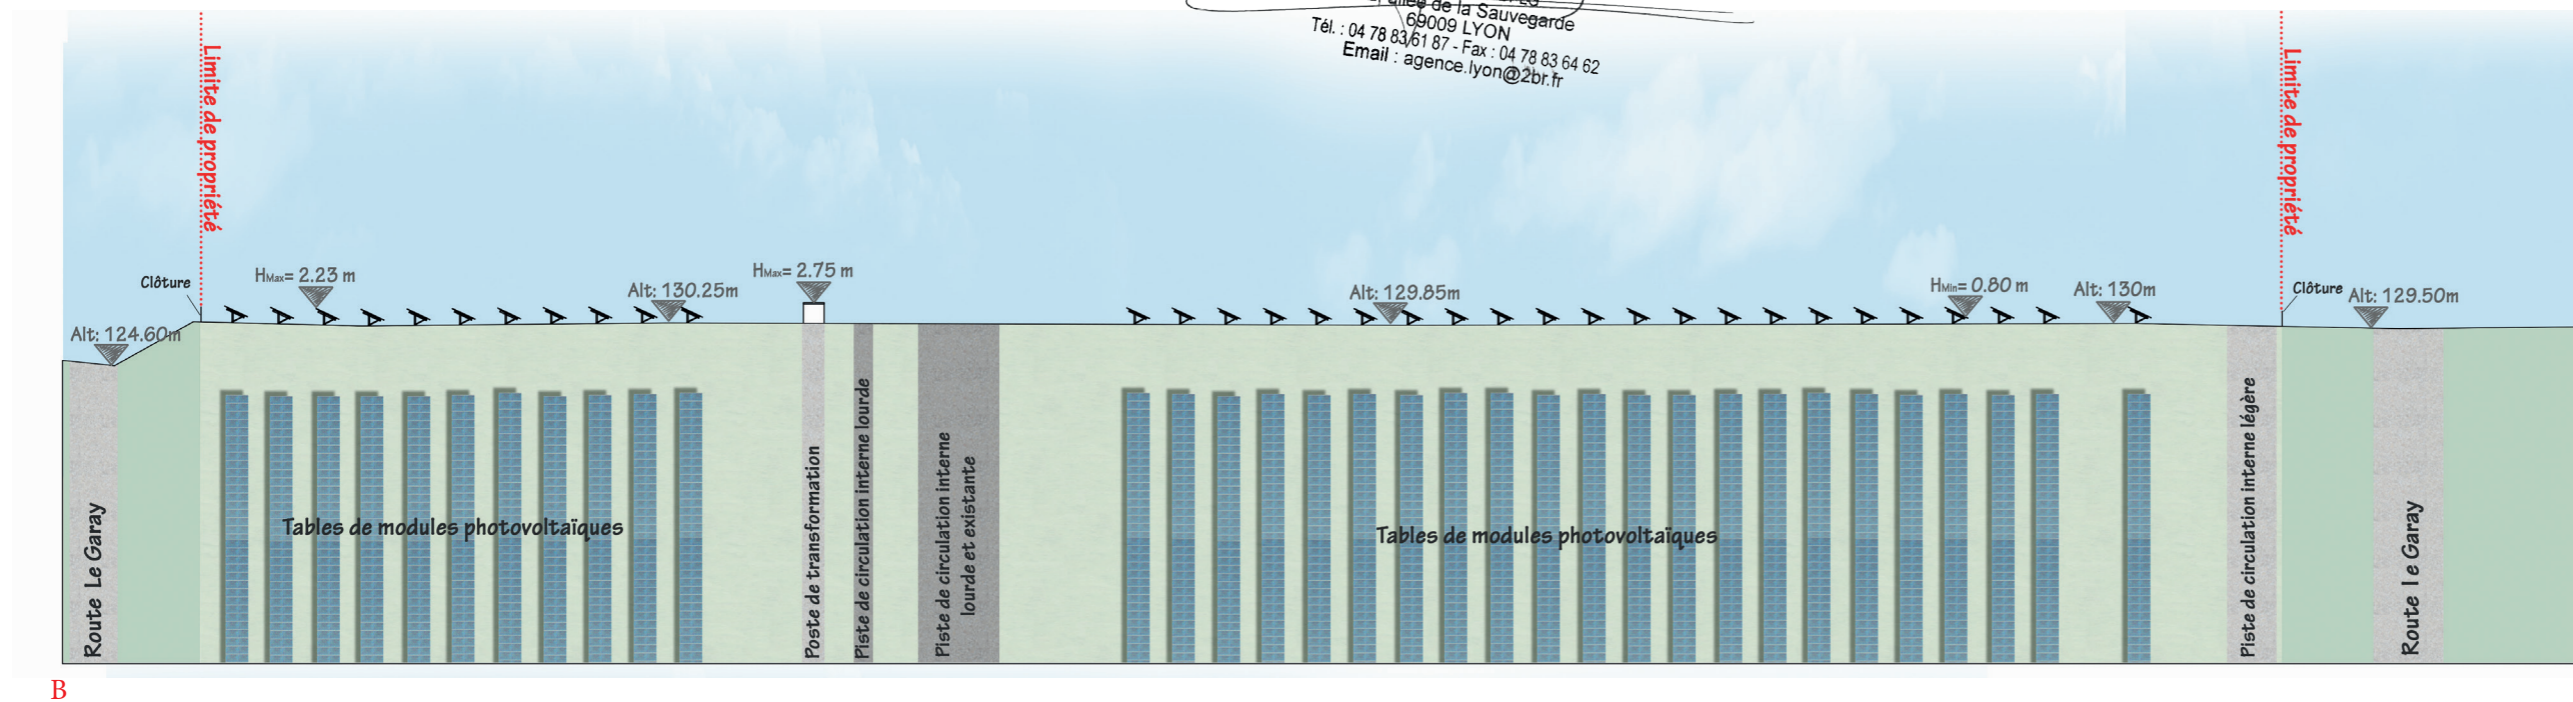 de la Sauvegarde
69009 LYON
Tél. : 04 78 83 61 87 - Fax : 04 78 83 64 62
Email : agence.lyon@2br.fr
Limite de propriété
Limite de propriété
Clôture
HMax= 2.23 m
Alt: 130.25m
HMax= 2.75 m
Alt: 129.85m
HMin= 0.80 m
Alt: 130m
Clôture
Alt: 129.50m
Alt: 124.60m
Route Le Garay
Tables de modules photovoltaïques
Poste de transformation
Piste de circulation interne lourde
Piste de circulation interne
lourde et existante
Tables de modules photovoltaïques
Piste de circulation interne légère
Route l e Garay
B